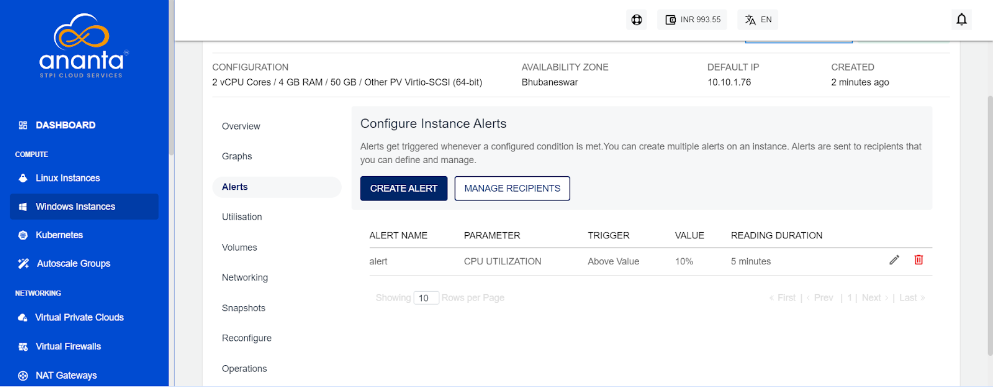 ananta
STPI CLOUD SERVICES
DASHBOARD
COMPUTE
Linux Instances
Windows Instances
Kubernetes
Autoscale Groups
NETWORKING
Virtual Private Clouds
Virtual Firewalls
NAT Gateways
INR 993.55
EN
CONFIGURATION AVAILABILITY ZONE DEFAULT IP CREATED
2 vCPU Cores / 4 GB RAM / 50 GB / Other PV Virtio-SCSI (64-bit) Bhubaneswar 10.10.1.76 2 minutes ago
Overview
Graphs
Alerts
Utilisation
Volumes
Networking
Snapshots
Reconfigure
Operations
Configure Instance Alerts
Alerts get triggered whenever a configured condition is met.You can create multiple alerts on an instance. Alerts are sent to recipients that
you can define and manage.
CREATE ALERT MANAGE RECIPIENTS
ALERT NAME PARAMETER TRIGGER VALUE READING DURATION
alert CPU UTILIZATION Above Value 10% 5 minutes
Showing 10 Rows per Page « First | ‹ Prev | 1 | Next › | Last »